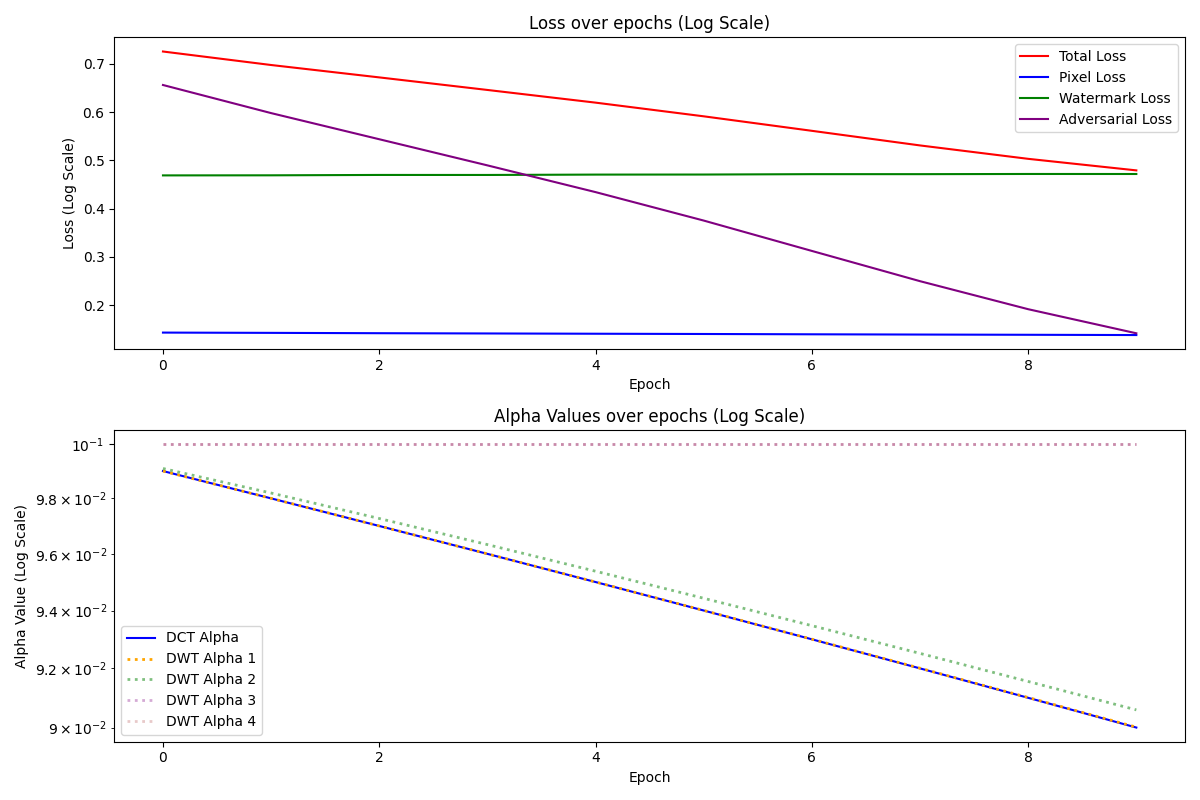 Loss over epochs (Log Scale)
Loss (Log Scale)
0.7
0.6
0.5
0.4
0.3
0.2
Total Loss
Pixel Loss
Watermark Loss
Adversarial Loss
0 2 4 6 8
Epoch
Alpha Values over epochs (Log Scale)
Alpha Value (Log Scale)
10⁻¹
9.8 × 10⁻²
9.6 × 10⁻²
9.4 × 10⁻²
9.2 × 10⁻²
9 × 10⁻²
DCT Alpha
DWT Alpha 1
DWT Alpha 2
DWT Alpha 3
DWT Alpha 4
0 2 4 6 8
Epoch